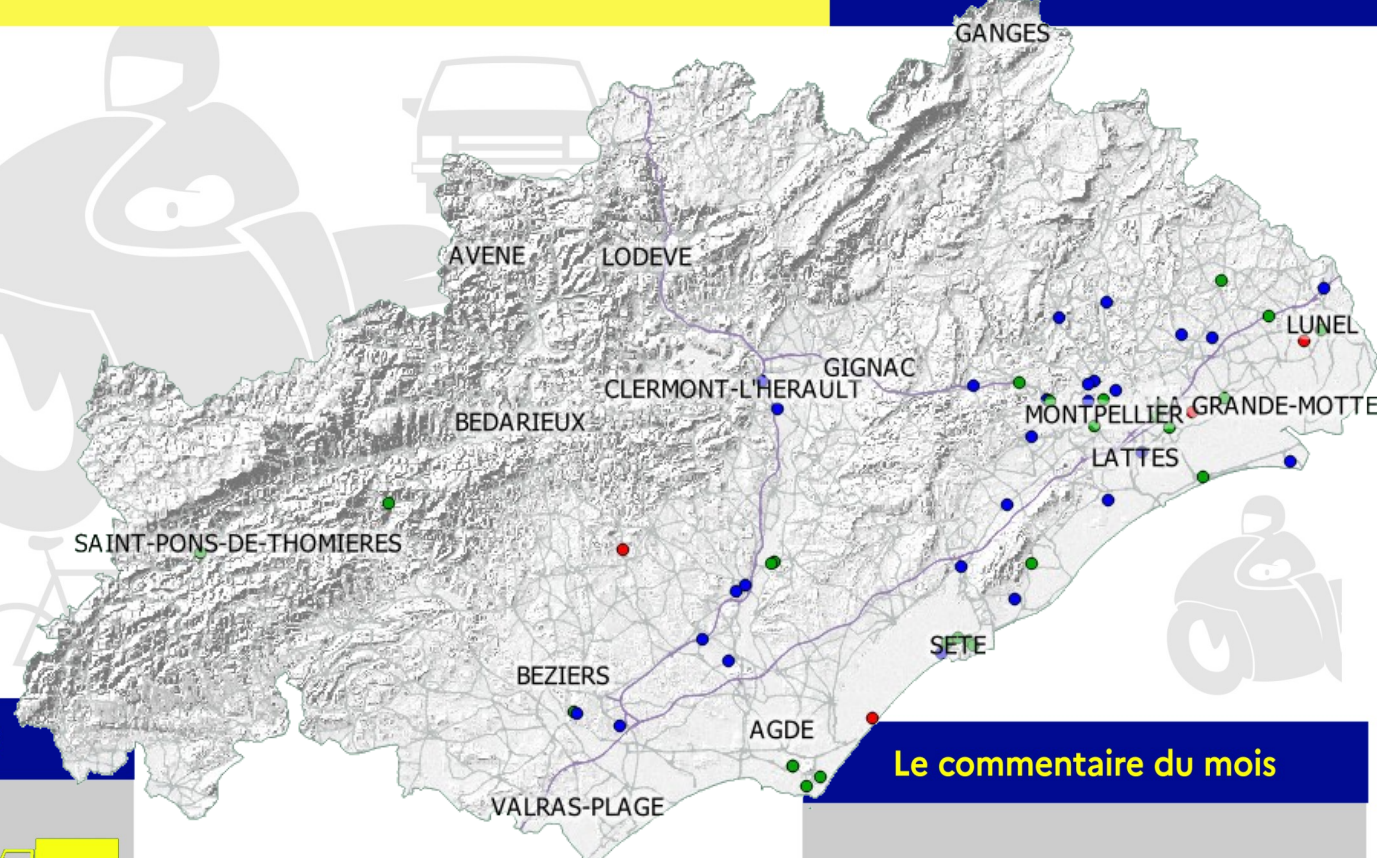 GANGES
AVENE
LODEVE
LUNEL
GIGNAC
CLERMONT-L'HERAULT
LA GRANDE-MOTTE
MONTPELLIER
BEDARIEUX
LATTES
SAINT-PONS-DE-THOMIERES
SETE
BEZIERS
AGDE
Le commentaire du mois
VALRAS-PLAGE